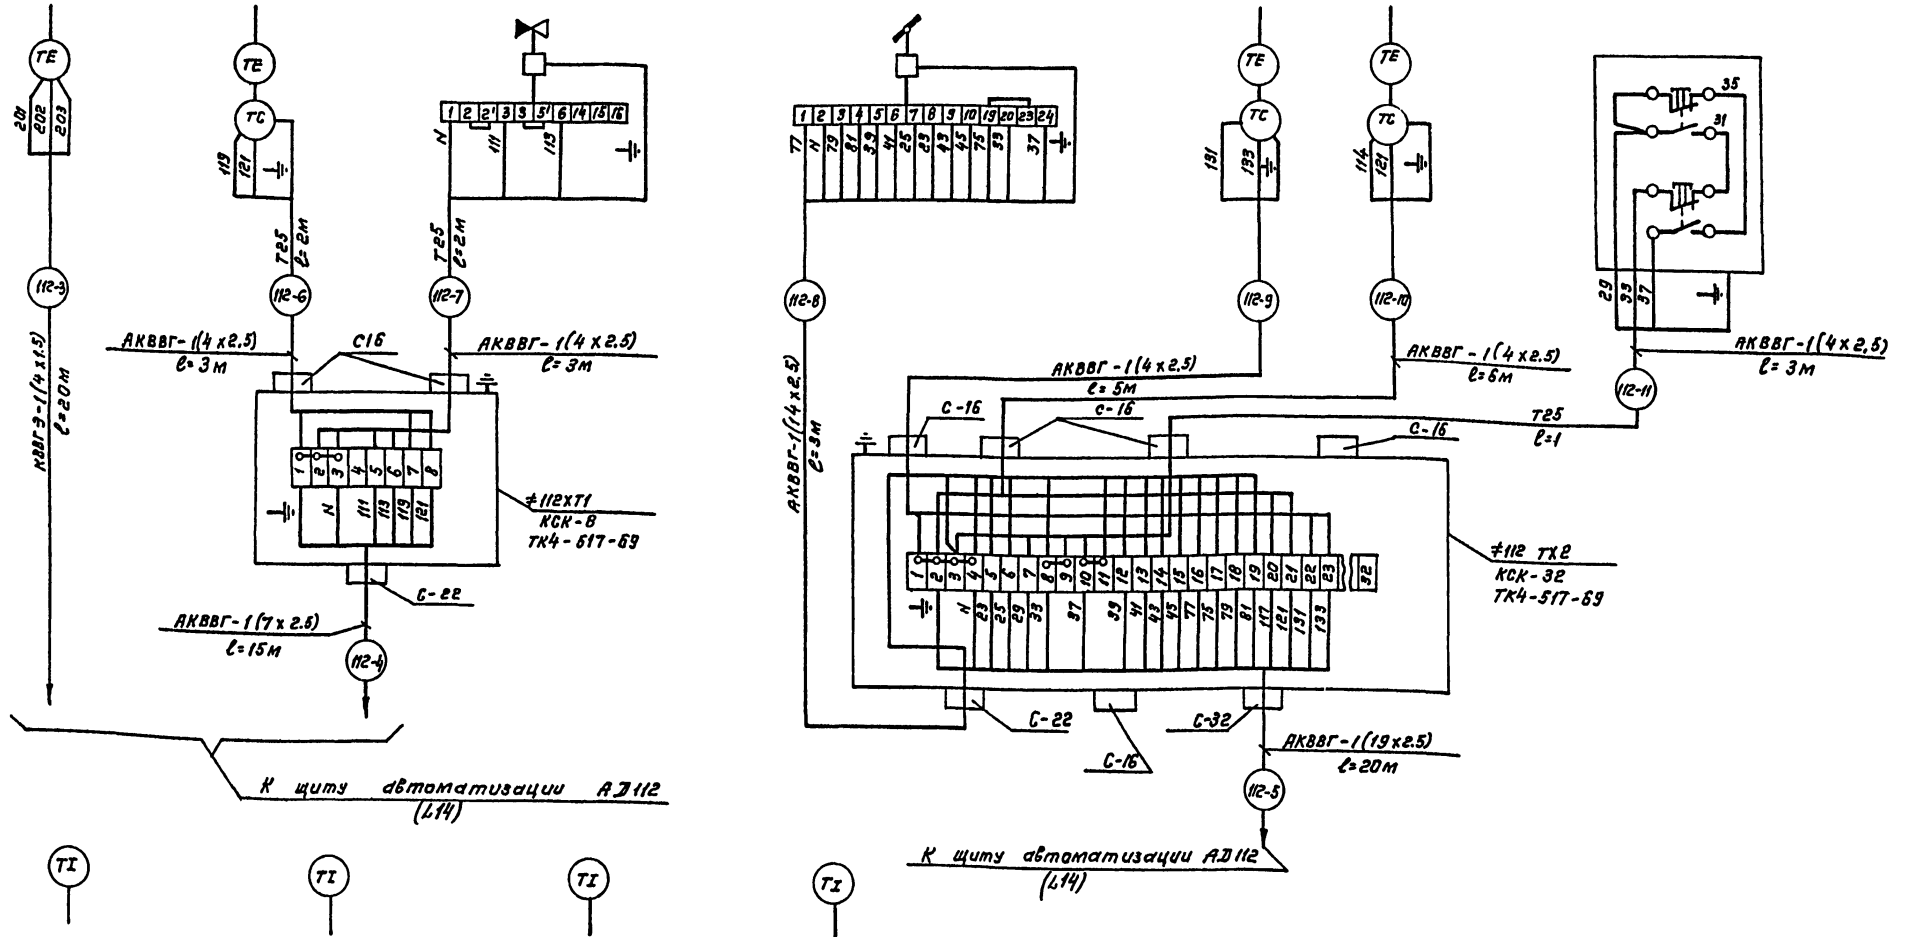 TE
201
202
203
112-3
КВВГЭ-1(4x1.5)
ℓ=20м
TE
TC
119
121
T25
ℓ=2м
112-6
АКВВГ-1(4x2.5)
ℓ=3м
1 2 2' 3 3 5' 6 14 15 16
N
111
113
T25
ℓ=2м
112-7
C16
АКВВГ-1(4x2.5)
ℓ=3м
1 2 3 4 5 6 7 8
N 111 113 119 121
≠112xT1
КСК-8
ТК4-517-69
C-22
АКВВГ-1(7x2.5)
ℓ=15м
112-4
К щиту автоматизации АД112
(L14)
1 2 3 4 5 6 7 8 9 10 19 20 23 24
77 N 79 81 39 41 25 23 43 45 75 33 37
112-8
АКВВГ-1(14x2.5)
ℓ=3м
TE
TC
131
133
112-9
АКВВГ-1(4x2.5)
ℓ=5м
TE
TC
114
121
112-10
АКВВГ-1(4x2.5)
ℓ=6м
35
31
29
33
37
АКВВГ-1(4x2,5)
ℓ=3м
112-11
T25
ℓ=1
C-16
C-16
C-16
1 2 3 4 5 6 7 8 9 10 11 12 13 14 15 16 17 18 19 20 21 22 23 32
N 23 25 29 33 37 39 41 43 45 77 75 79 81 117 121 131 133
≠112 TX2
КСК-32
ТК4-517-69
C-22
C-16
C-32
АКВВГ-1(19x2.5)
ℓ=20м
112-5
К щиту автоматизации АД112
(L14)
TI
TI
TI
TI